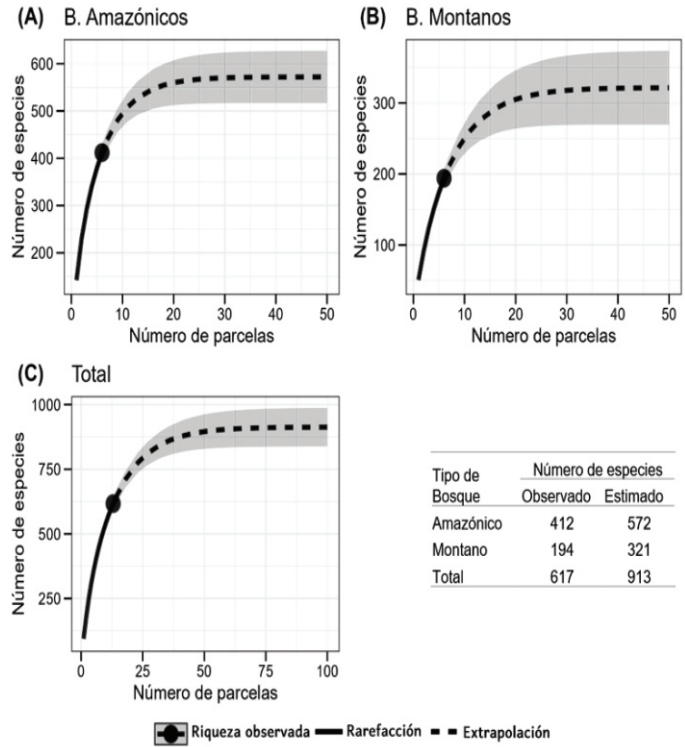 (A) B. Amazónicos
Número de especies
600
500
400
300
200
0 10 20 30 40 50
Número de parcelas
(B) B. Montanos
Número de especies
300
200
100
0 10 20 30 40 50
Número de parcelas
(C) Total
Número de especies
1000
750
500
250
0 25 50 75 100
Número de parcelas
Tipo de Bosque Número de especies
Observado Estimado
Amazónico 412 572
Montano 194 321
Total 617 913
Riqueza observada Rarefacción Extrapolación